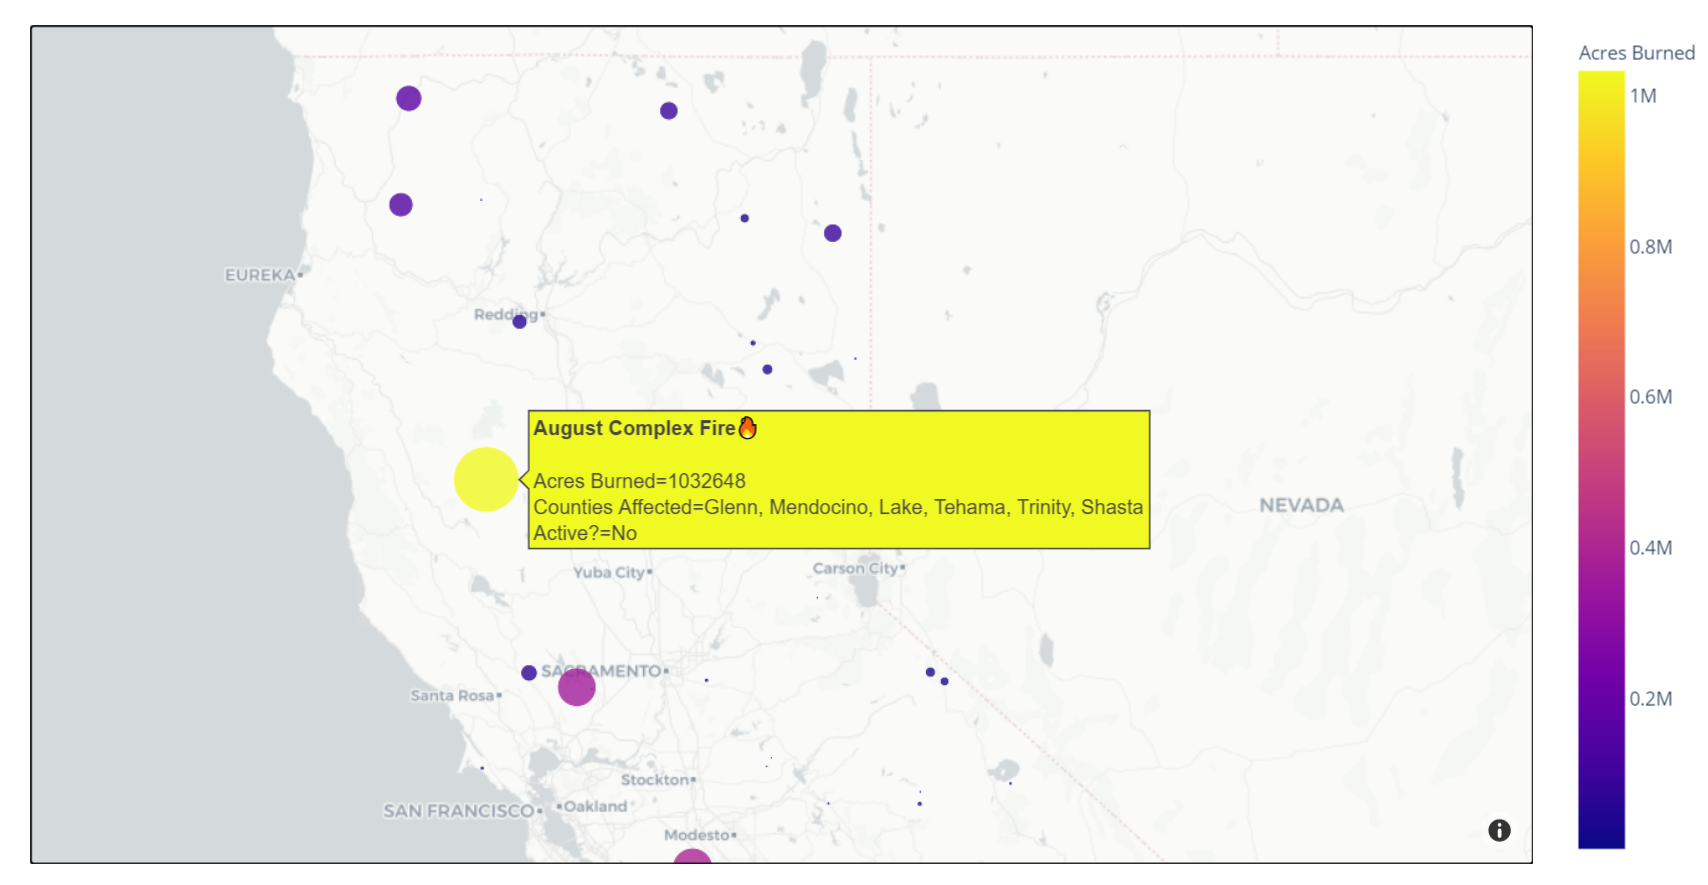 Acres Burned
1M
0.8M
0.6M
0.4M
0.2M
EUREKA
Redding
August Complex Fire🔥
Acres Burned=1032648
Counties Affected=Glenn, Mendocino, Lake, Tehama, Trinity, Shasta
Active?=No
NEVADA
Yuba City
Carson City
SACRAMENTO
Santa Rosa
Stockton
SAN FRANCISCO
Oakland
Modesto
i